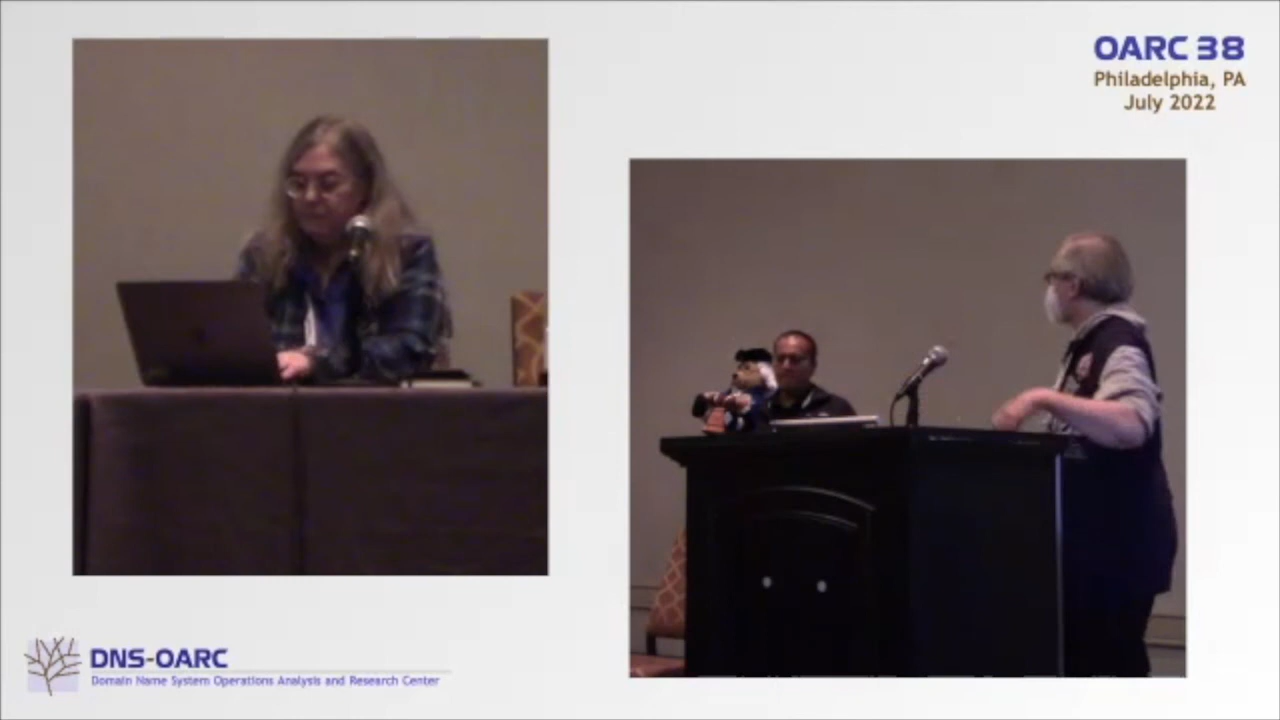 OARC 38
Philadelphia, PA
July 2022
DNS-OARC
Domain Name System Operations Analysis and Research Center